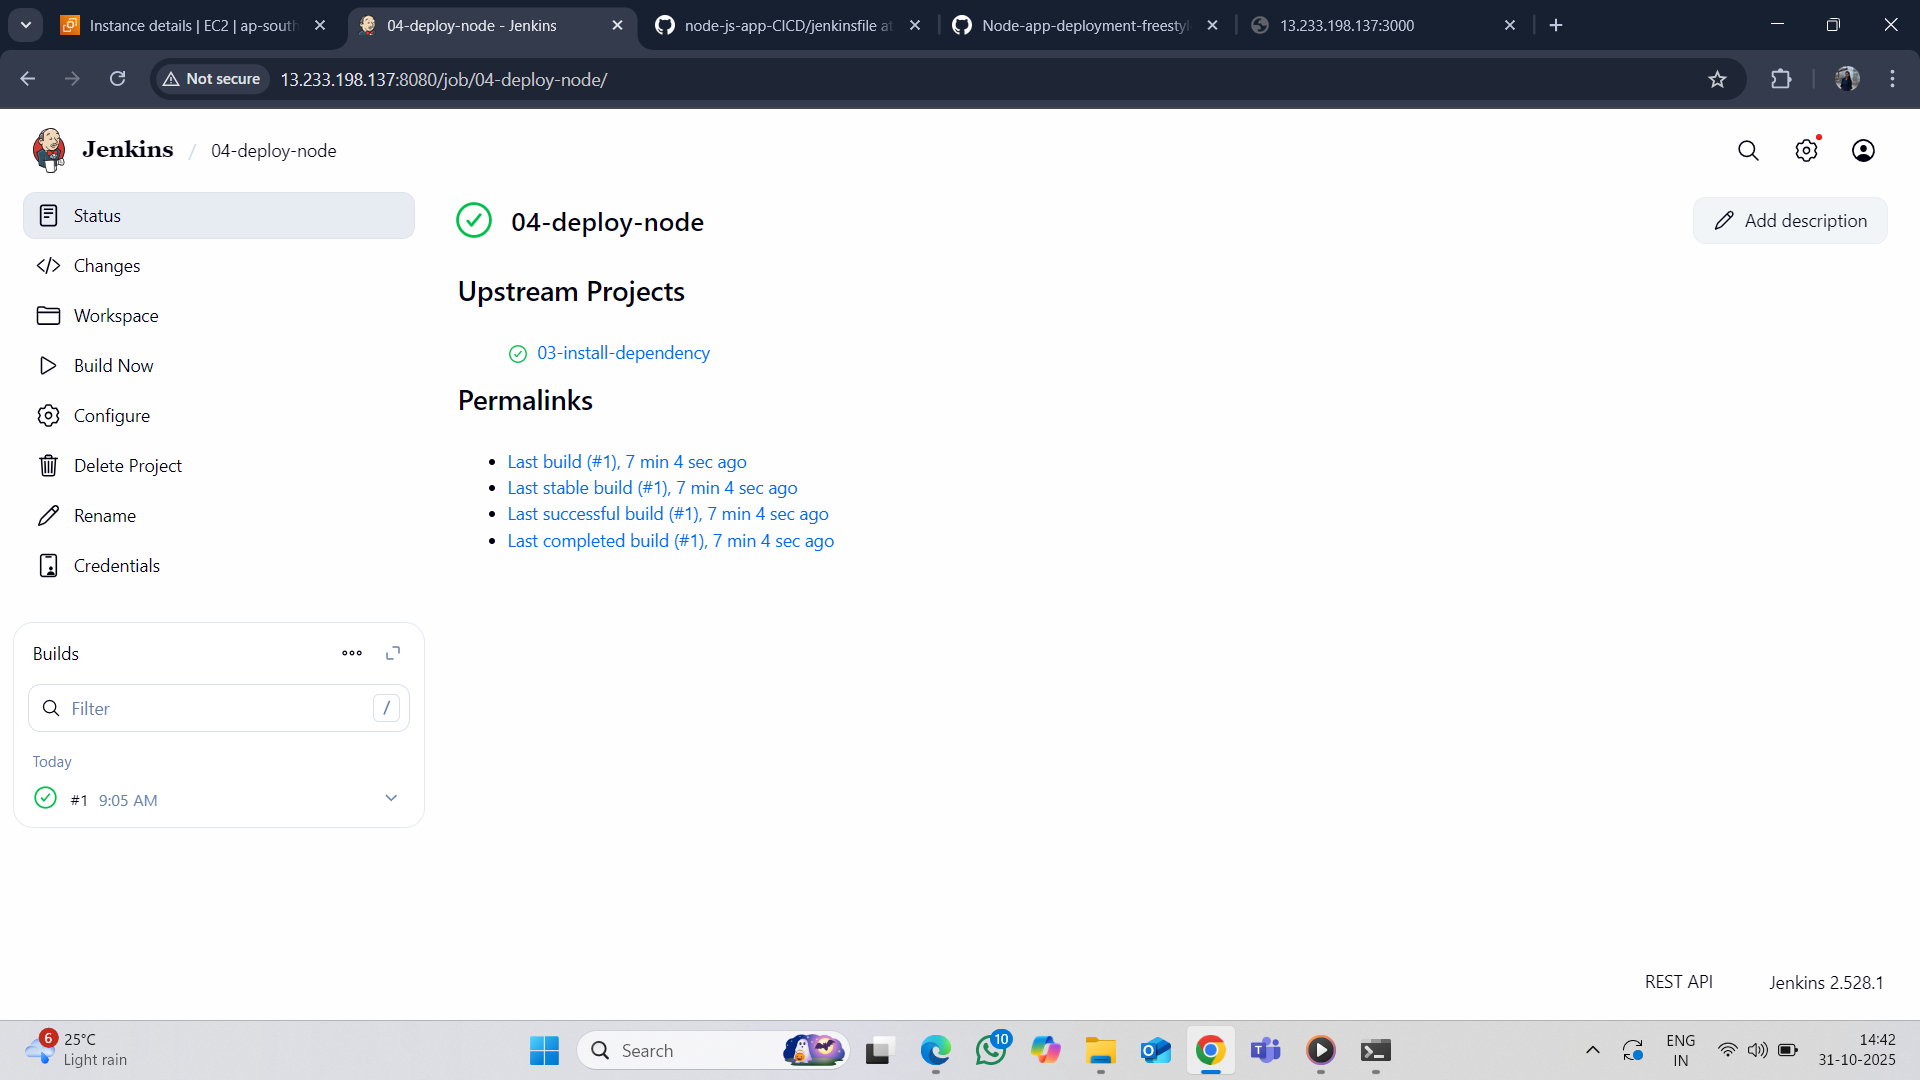 Instance details | EC2 | ap-south
04-deploy-node - Jenkins
node-js-app-CICD/jenkinsfile at
Node-app-deployment-freestyle
13.233.198.137:3000
Not secure
13.233.198.137:8080/job/04-deploy-node/
Jenkins / 04-deploy-node
Status
Changes
Workspace
Build Now
Configure
Delete Project
Rename
Credentials
04-deploy-node
Add description
Upstream Projects
03-install-dependency
Permalinks
Last build (#1), 7 min 4 sec ago
Last stable build (#1), 7 min 4 sec ago
Last successful build (#1), 7 min 4 sec ago
Last completed build (#1), 7 min 4 sec ago
Builds
Filter /
Today
#1 9:05 AM
REST API
Jenkins 2.528.1
6
25°C
Light rain
Search
10
ENG
IN
14:42
31-10-2025